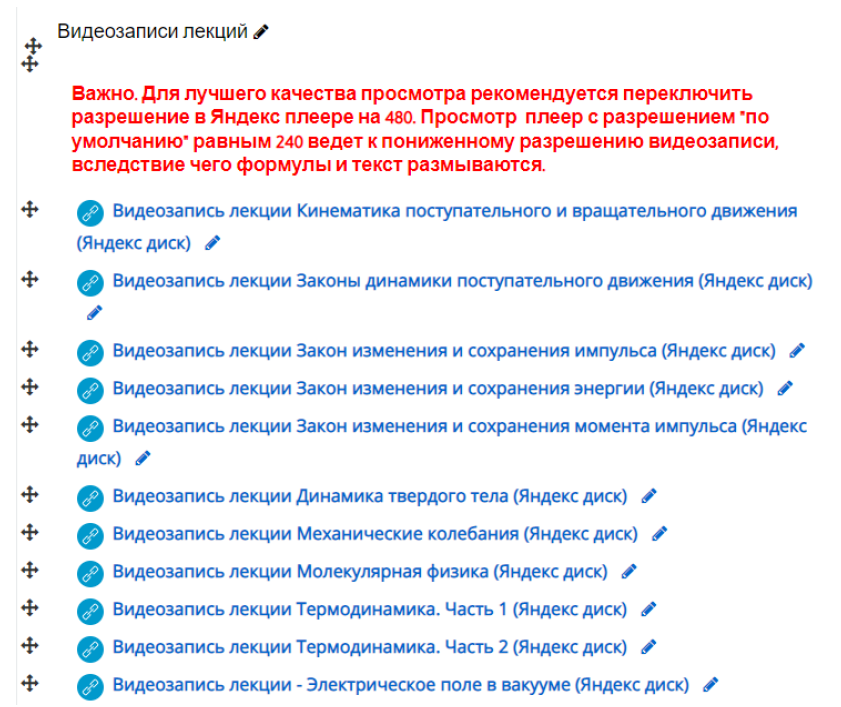 Видеозаписи лекций
Важно. Для лучшего качества просмотра рекомендуется переключить
разрешение в Яндекс плеере на 480. Просмотр плеер с разрешением "по
умолчанию" равным 240 ведет к пониженному разрешению видеозаписи,
вследствие чего формулы и текст размываются.
Видеозапись лекции Кинематика поступательного и вращательного движения
(Яндекс диск)
Видеозапись лекции Законы динамики поступательного движения (Яндекс диск)
Видеозапись лекции Закон изменения и сохранения импульса (Яндекс диск)
Видеозапись лекции Закон изменения и сохранения энергии (Яндекс диск)
Видеозапись лекции Закон изменения и сохранения момента импульса (Яндекс
диск)
Видеозапись лекции Динамика твердого тела (Яндекс диск)
Видеозапись лекции Механические колебания (Яндекс диск)
Видеозапись лекции Молекулярная физика (Яндекс диск)
Видеозапись лекции Термодинамика. Часть 1 (Яндекс диск)
Видеозапись лекции Термодинамика. Часть 2 (Яндекс диск)
Видеозапись лекции - Электрическое поле в вакууме (Яндекс диск)